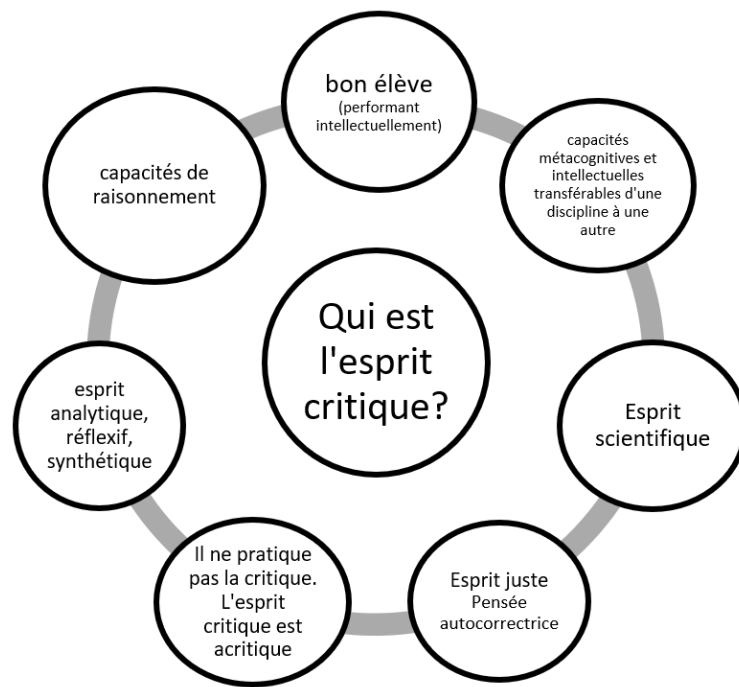 bon élève
(performant
intellectuellement)
capacités
métacognitives et
intellectuelles
transférables d'une
discipline à une
autre
Esprit
scientifique
Esprit juste
Pensée
autocorrectrice
Il ne pratique
pas la critique.
L'esprit
critique est
acritique
esprit
analytique,
réflexif,
synthétique
capacités de
raisonnement
Qui est
l'esprit
critique?